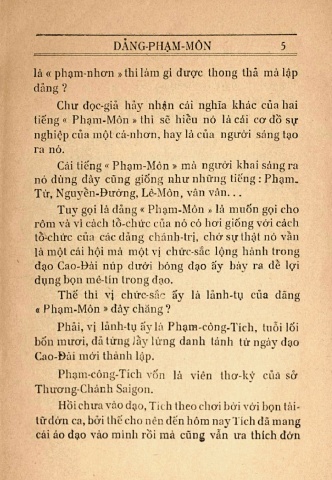 ĐẢNG-PHẠM-MÔN 5
là « phạm-nhơn » thì làm gì được thong thả mà lập
đảng ?
Chư đọc-giả hãy nhận cái nghĩa khác của hai
tiếng « Phạm-Môn » thì sẽ hiểu nó là cái cơ đồ sự
nghiệp của một cá-nhơn, hay là của người sáng tạo
ra nó.
Cái tiếng « Phạm-Môn » mà người khai sáng ra
nó dùng đây cũng giống như những tiếng : Phạm-
Tử, Nguyễn-Đường, Lê-Môn, vân vân...
Tuy gọi là đảng « Phạm-Môn » là muốn gọi cho
rôm và vì cách tổ-chức của nó có hơi giống với cách
tổ-chức của các đảng chánh-trị, chớ sự thật nó vẫn
là một cái hội mà một vị chức-sắc lộng hành trong
đạo Cao-Đài núp dưới bông đạo ấy bày ra để lợi
dụng bọn mê-tín trong đạo.
Thế thì vị chức-sắc ấy là lãnh-tụ của đảng
« Phạm-Môn » đây chăng ?
Phải, vị lãnh-tụ ấy là Phạm-công-Tích, tuổi lối
bốn mươi, đã từng lẫy lừng danh tánh từ ngày đạo
Cao-Đài mới thành lập.
Phạm-công-Tích vốn là viên thơ-ký của sở
Thương-Chánh Saigon.
Hồi chưa vào đạo, Tích theo chơi bời với bọn tài-
tử đờn ca, bởi thế cho nên đến hôm nay Tích đã mang
cái áo đạo vào mình rồi mà cũng vẫn ưa thích đờn